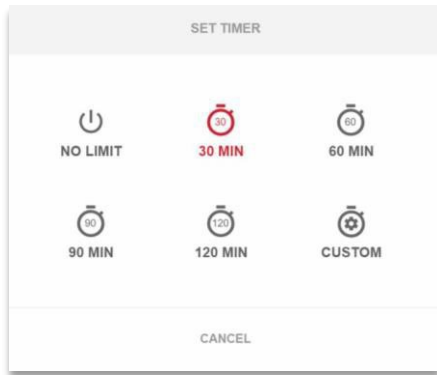 SET TIMER
30
60
NO LIMIT
30 MIN
60 MIN
90
120
90 MIN
120 MIN
CUSTOM
CANCEL